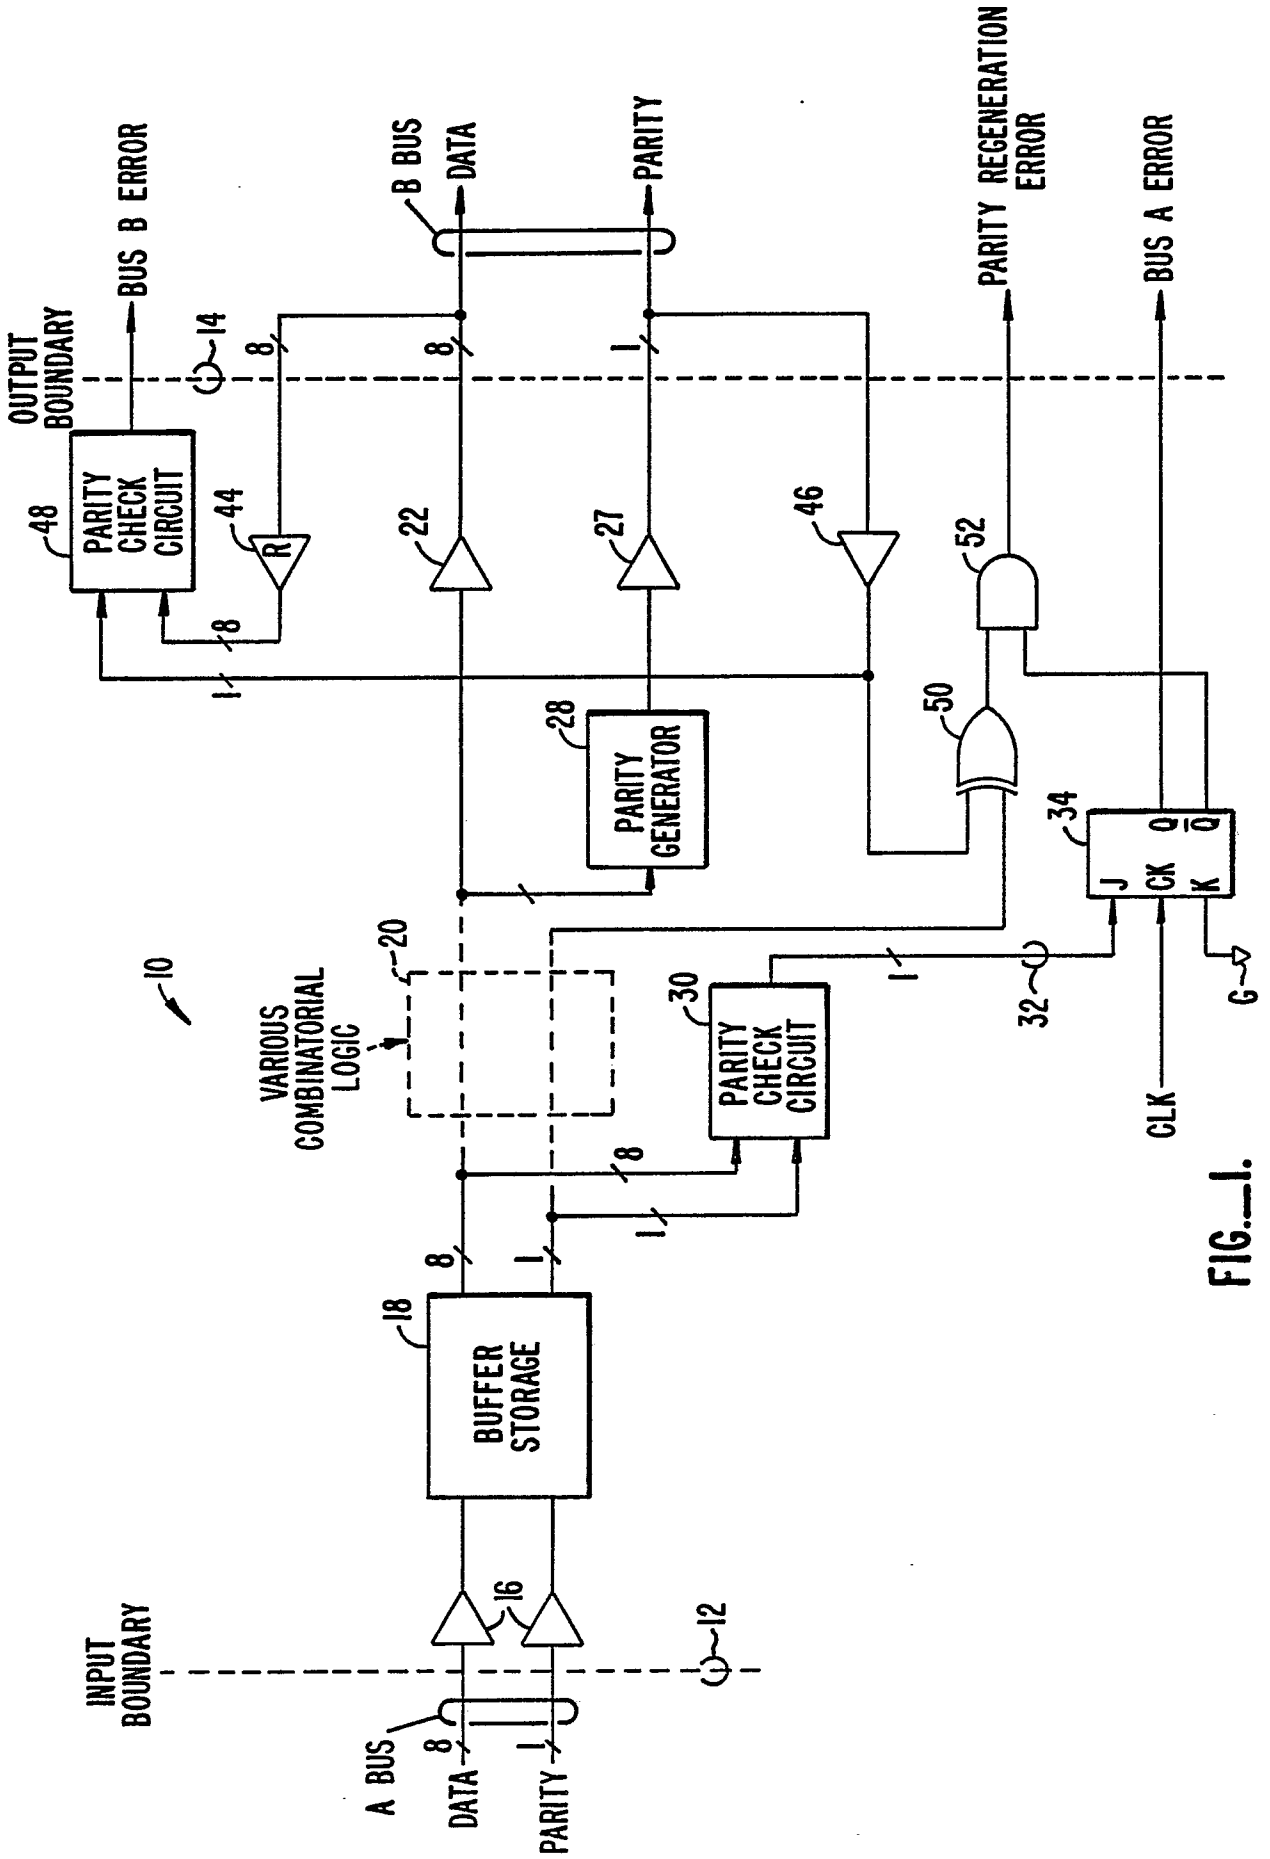 INPUT
BOUNDARY
12
A BUS
8
DATA
1
PARITY
16
18
BUFFER
STORAGE
8
1
10
VARIOUS
COMBINATORIAL
LOGIC
20
8
1
30
PARITY
CHECK
CIRCUIT
1
32
28
PARITY
GENERATOR
CLK
G
34
J
CK
K
Q
Q̅
50
52
22
27
46
44
R
8
1
48
PARITY
CHECK
CIRCUIT
OUTPUT
BOUNDARY
14
8
8
1
BUS B ERROR
B BUS
DATA
PARITY
PARITY REGENERATION
ERROR
BUS A ERROR
FIG._1.